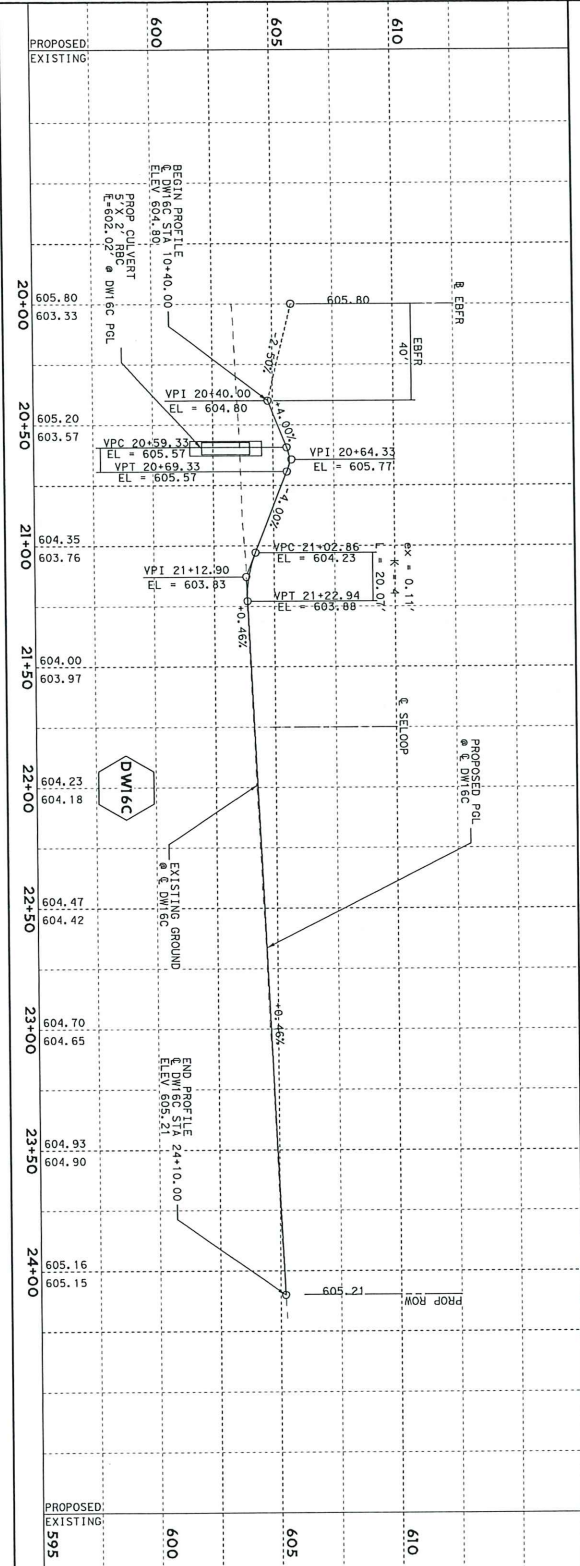 600
605
610
PROPOSED
EXISTING
BEGIN PROFILE
℄ DW16C STA 10+40.00
ELEV 604.80
PROP CULVERT
5'X 2' RBC
FL=602.02' @ DW16C PGL
605.80
-2.50%
EBFR
40'
B EBFR
VPI 20+40.00
EL = 604.80
+4.00%
VPC 20+59.33
EL = 605.57
VPI 20+64.33
EL = 605.77
VPT 20+69.33
EL = 605.57
-4.00%
VPC 21+02.86
EL = 604.23
VPI 21+12.90
EL = 603.83
VPT 21+22.94
EL = 603.88
ex = 0.11'
K = 4
L = 20.07'
+0.46%
℄ SELOOP
PROPOSED PGL
@ ℄ DW16C
DW16C
EXISTING GROUND
@ ℄ DW16C
+0.46%
END PROFILE
℄ DW16C STA 24+10.00
ELEV 605.21
605.21
PROP ROW
20+00
605.80
603.33
20+50
605.20
603.57
21+00
604.35
603.76
21+50
604.00
603.97
22+00
604.23
604.18
22+50
604.47
604.42
23+00
604.70
604.65
23+50
604.93
604.90
24+00
605.16
605.15
PROPOSED
EXISTING
595
600
605
610